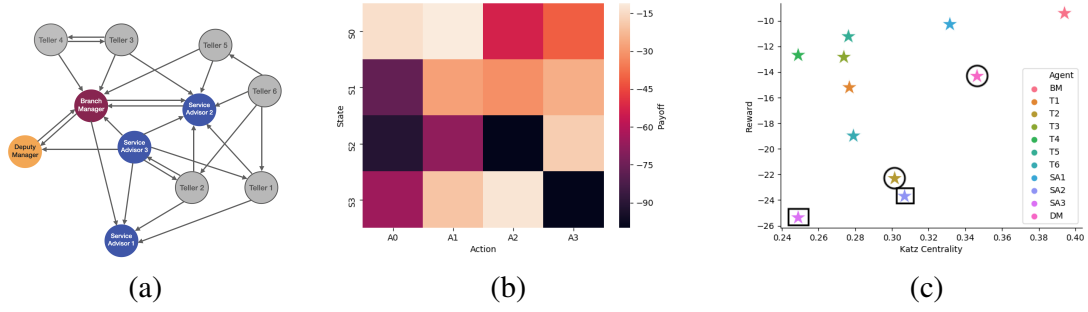 Teller 4
Teller 3
Teller 5
Teller 6
Branch
Manager
Service
Advisor 2
Deputy
Manager
Service
Advisor 3
Teller 2
Teller 1
Service
Advisor 1
(a)
State
S0
S1
S2
S3
A0
A1
A2
A3
Action
-15
-30
-45
-60
-75
-90
Payoff
(b)
Reward
-10
-12
-14
-16
-18
-20
-22
-24
-26
0.24
0.26
0.28
0.30
0.32
0.34
0.36
0.38
0.40
Katz Centrality
Agent
BM
T1
T2
T3
T4
T5
T6
SA1
SA2
SA3
DM
(c)